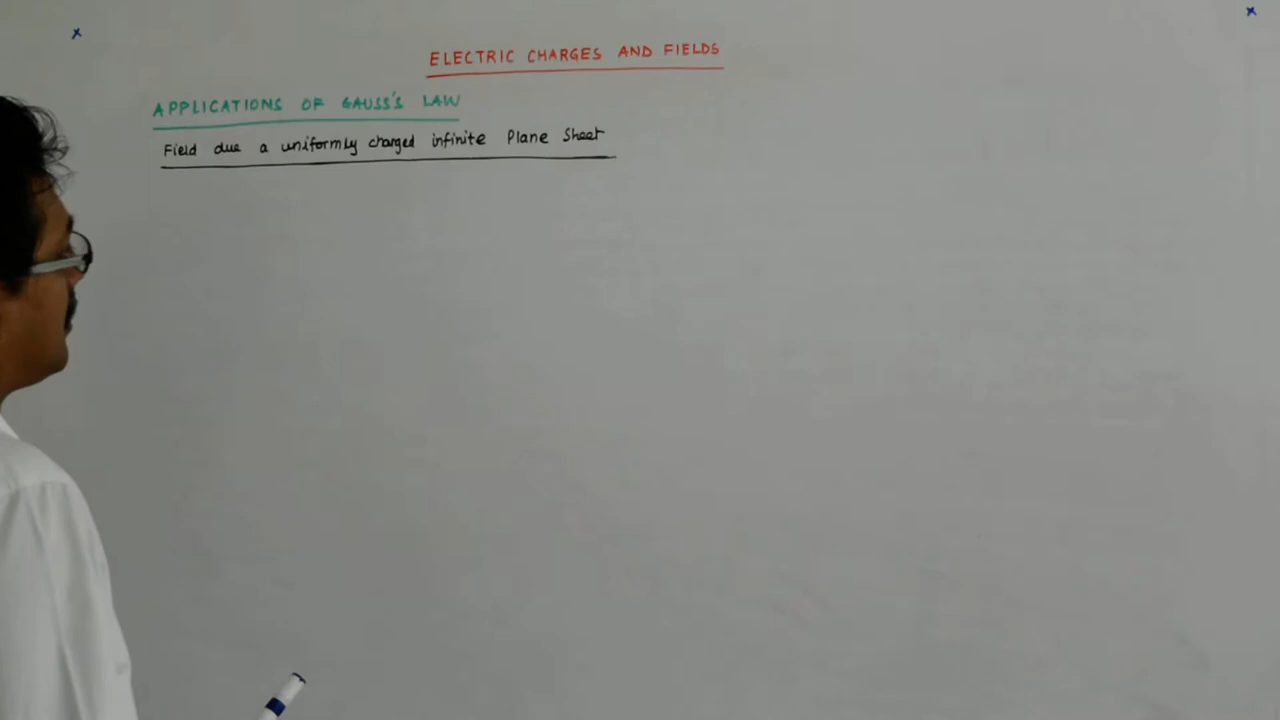 ELECTRIC CHARGES AND FIELDS
APPLICATIONS OF GAUSS'S LAW
Field due a uniformly charged infinite Plane Sheet